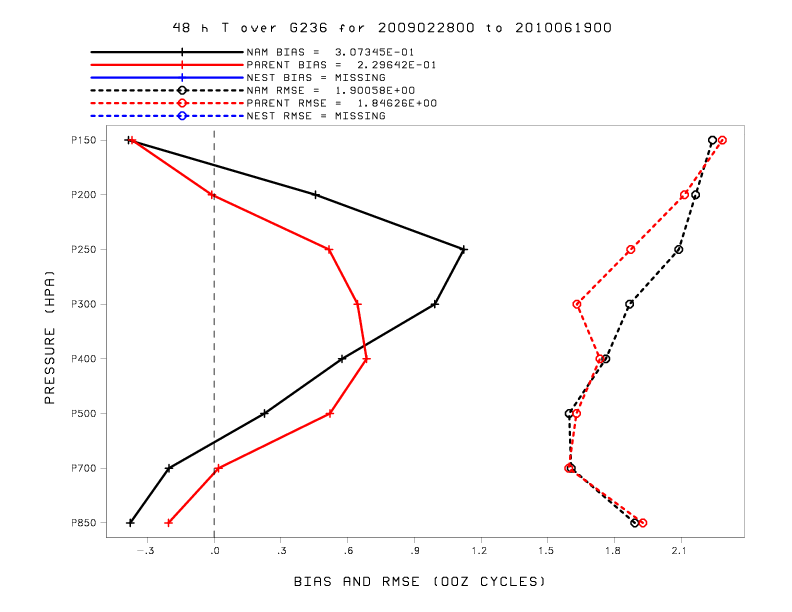 48 h T over G236 for 2009022800 to 2010061900
NAM BIAS = 3.07345E-01
PARENT BIAS = 2.29642E-01
NEST BIAS = MISSING
NAM RMSE = 1.90058E+00
PARENT RMSE = 1.84626E+00
NEST RMSE = MISSING
P150
P200
P250
P300
P400
P500
P700
P850
PRESSURE (HPA)
-.3 .0 .3 .6 .9 1.2 1.5 1.8 2.1
BIAS AND RMSE (00Z CYCLES)